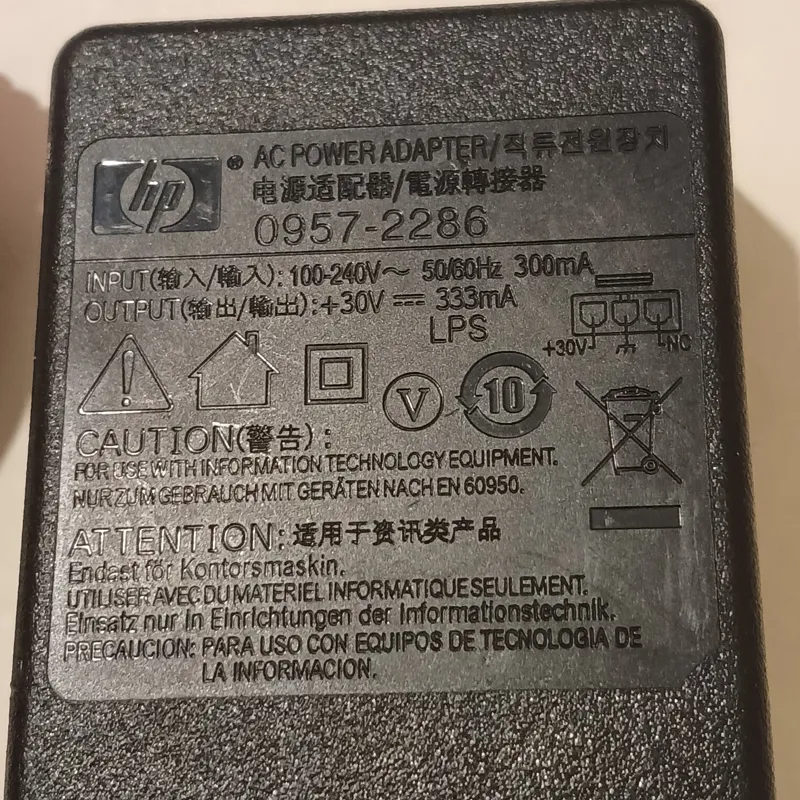 hp ® AC POWER ADAPTER/직류전원장치
电源适配器/電源轉接器
0957-2286
INPUT(输入/輸入): 100-240V～ 50/60Hz 300mA
OUTPUT(输出/輸出): +30V ⎓ 333mA
LPS
+30V NC
V
10
CAUTION(警告):
FOR USE WITH INFORMATION TECHNOLOGY EQUIPMENT.
NUR ZUM GEBRAUCH MIT GERÄTEN NACH EN 60950.
ATTENTION: 适用于资讯类产品
Endast för Kontorsmaskin.
UTILISER AVEC DU MATERIEL INFORMATIQUE SEULEMENT.
Einsatz nur in Einrichtungen der Informationstechnik.
PRECAUCION: PARA USO CON EQUIPOS DE TECNOLOGIA DE
LA INFORMACION.